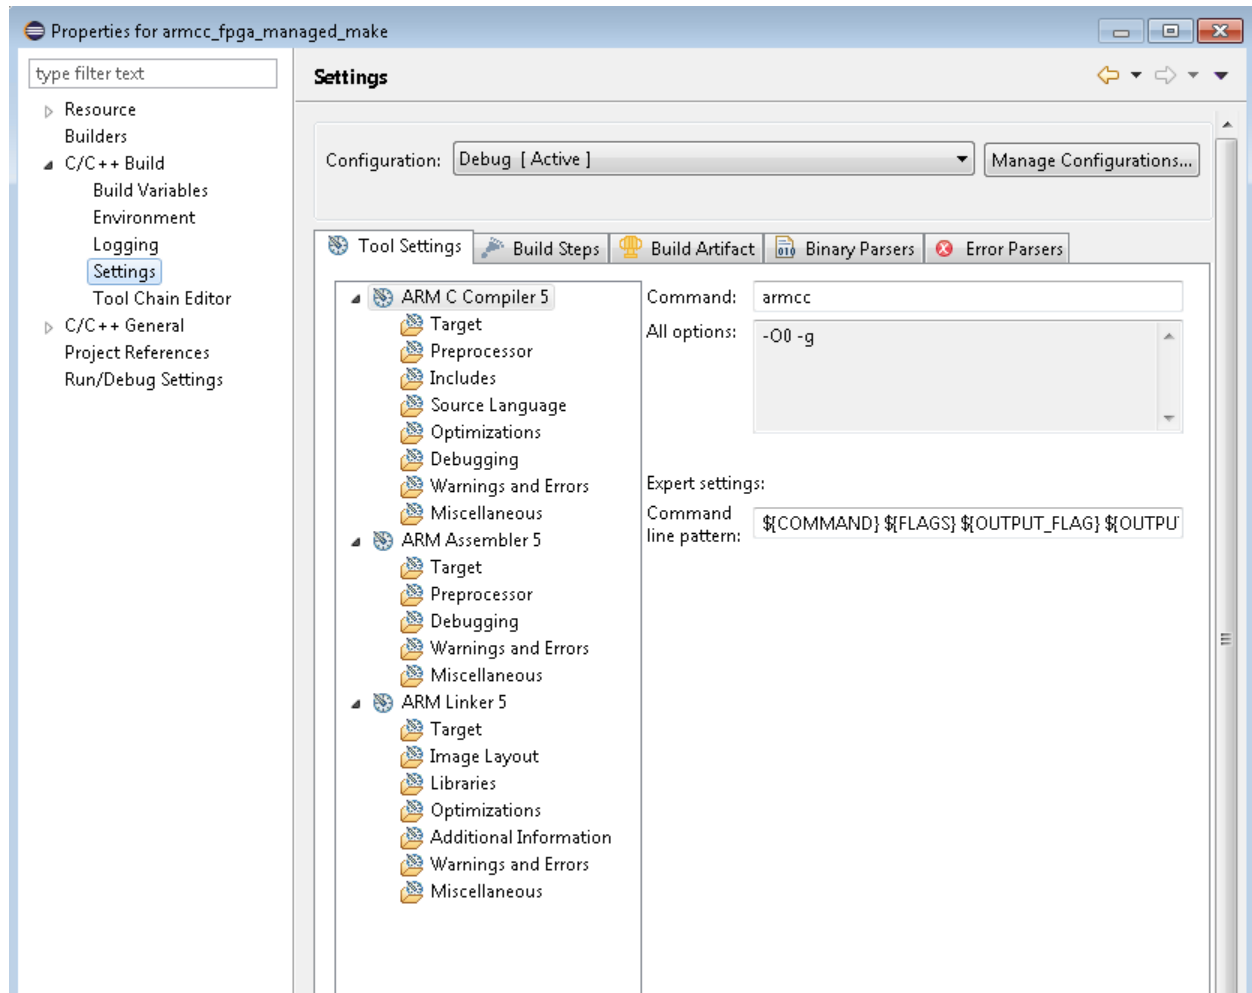 Properties for armcc_fpga_managed_make
type filter text
Resource
Builders
C/C++ Build
Build Variables
Environment
Logging
Settings
Tool Chain Editor
C/C++ General
Project References
Run/Debug Settings
Settings
Configuration: Debug [ Active ] Manage Configurations...
Tool Settings Build Steps Build Artifact Binary Parsers Error Parsers
ARM C Compiler 5
Target
Preprocessor
Includes
Source Language
Optimizations
Debugging
Warnings and Errors
Miscellaneous
ARM Assembler 5
Target
Preprocessor
Debugging
Warnings and Errors
Miscellaneous
ARM Linker 5
Target
Image Layout
Libraries
Optimizations
Additional Information
Warnings and Errors
Miscellaneous
Command: armcc
All options: -O0 -g
Expert settings:
Command
line pattern: ${COMMAND} ${FLAGS} ${OUTPUT_FLAG} ${OUTPU